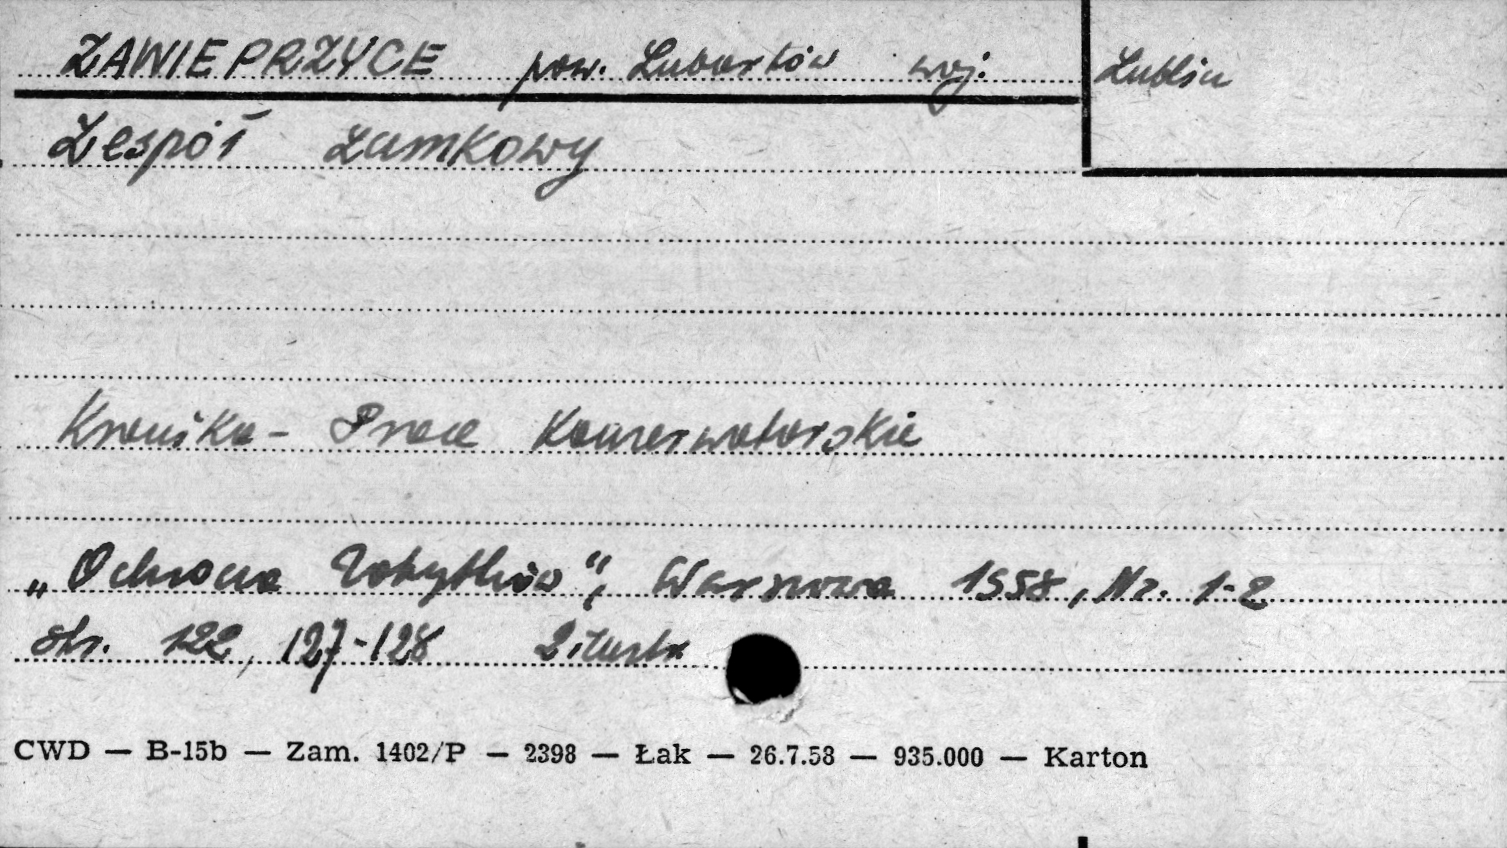 ZAWIEPRZYCE pow. Lubartów woj. Lublin
Zespół zamkowy
Kronika - Prace Konserwatorskie
„Ochrona Zabytków“, Warszawa 1958, Nr. 1-2
str. 122, 127-128 2 ilustr
CWD — B-15b — Zam. 1402/P — 2398 — Łak — 26.7.58 — 935.000 — Karton